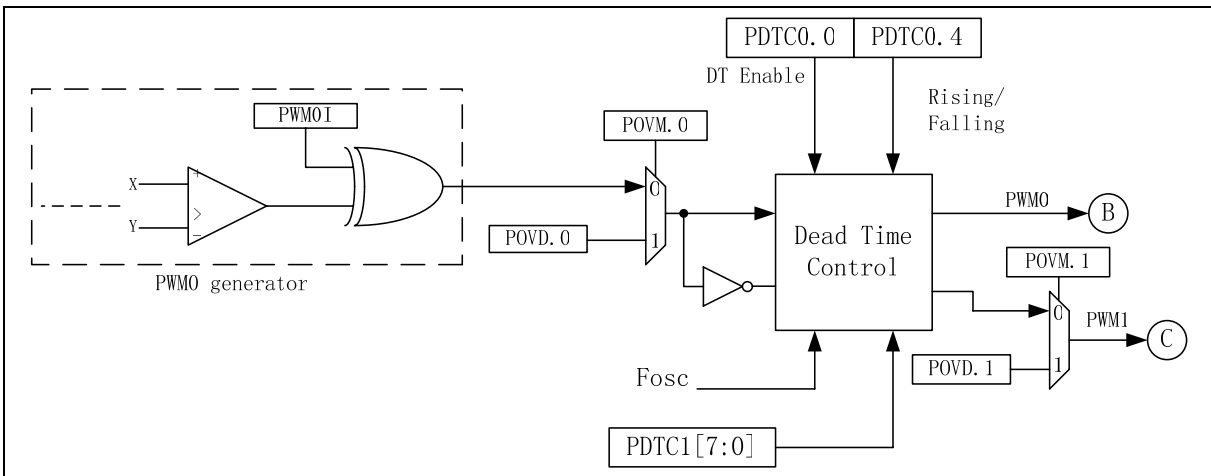 PDTC0.0 PDTC0.4
DT Enable
Rising/
Falling
PWM0I
POVM.0
X
+
>
Y
-
0
POVD.0
1
PWM0 generator
Dead Time
Control
PWM0
B
POVM.1
0
PWM1
C
POVD.1
1
Fosc
PDTC1[7:0]